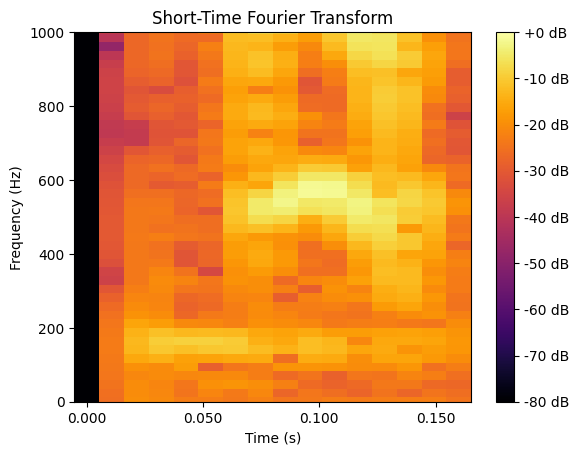 Short-Time Fourier Transform
1000
800
600
400
200
0
Frequency (Hz)
0.000
0.050
0.100
0.150
Time (s)
+0 dB
-10 dB
-20 dB
-30 dB
-40 dB
-50 dB
-60 dB
-70 dB
-80 dB